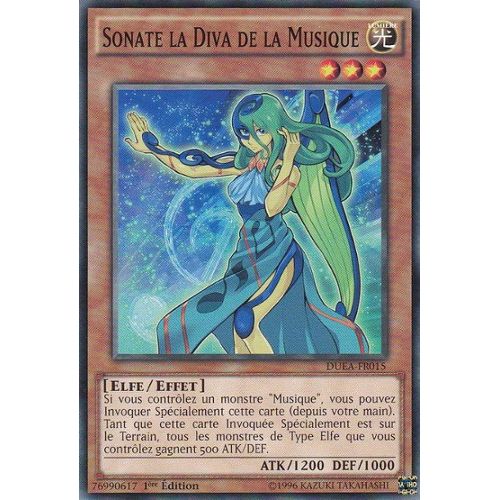 Sonate la Diva de la Musique
LUMIÈRE
光
DUEA-FR015
[Elfe/Effet]
Si vous contrôlez un monstre "Musique", vous pouvez
Invoquer Spécialement cette carte (depuis votre main).
Tant que cette carte Invoquée Spécialement est sur
le Terrain, tous les monstres de Type Elfe que vous
contrôlez gagnent 500 ATK/DEF.
ATK/1200 DEF/1000
76990617 1ère Édition ©1996 KAZUKI TAKAHASHI